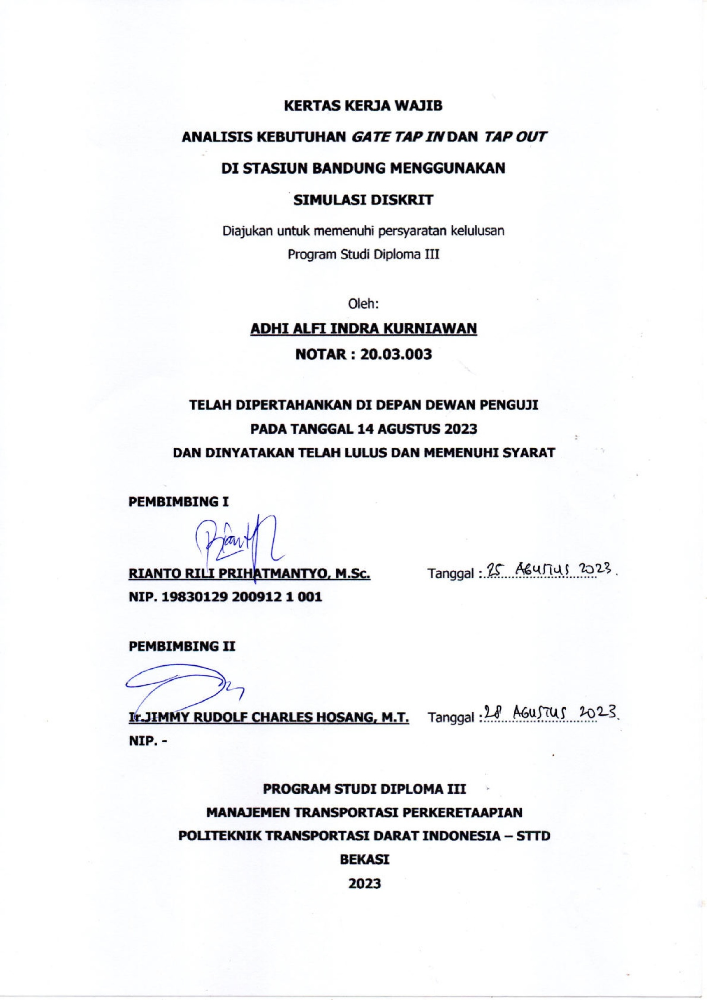 KERTAS KERJA WAJIB
ANALISIS KEBUTUHAN GATE TAP IN DAN TAP OUT
DI STASIUN BANDUNG MENGGUNAKAN
SIMULASI DISKRIT
Diajukan untuk memenuhi persyaratan kelulusan
Program Studi Diploma III
Oleh:
ADHI ALFI INDRA KURNIAWAN
NOTAR : 20.03.003
TELAH DIPERTAHANKAN DI DEPAN DEWAN PENGUJI
PADA TANGGAL 14 AGUSTUS 2023
DAN DINYATAKAN TELAH LULUS DAN MEMENUHI SYARAT
PEMBIMBING I
RIANTO RILI PRIHATMANTYO, M.Sc. Tanggal : 25 AGUSTUS 2023.
NIP. 19830129 200912 1 001
PEMBIMBING II
Ir.JIMMY RUDOLF CHARLES HOSANG, M.T. Tanggal : 28 AGUSTUS 2023.
NIP. -
PROGRAM STUDI DIPLOMA III
MANAJEMEN TRANSPORTASI PERKERETAAPIAN
POLITEKNIK TRANSPORTASI DARAT INDONESIA – STTD
BEKASI
2023